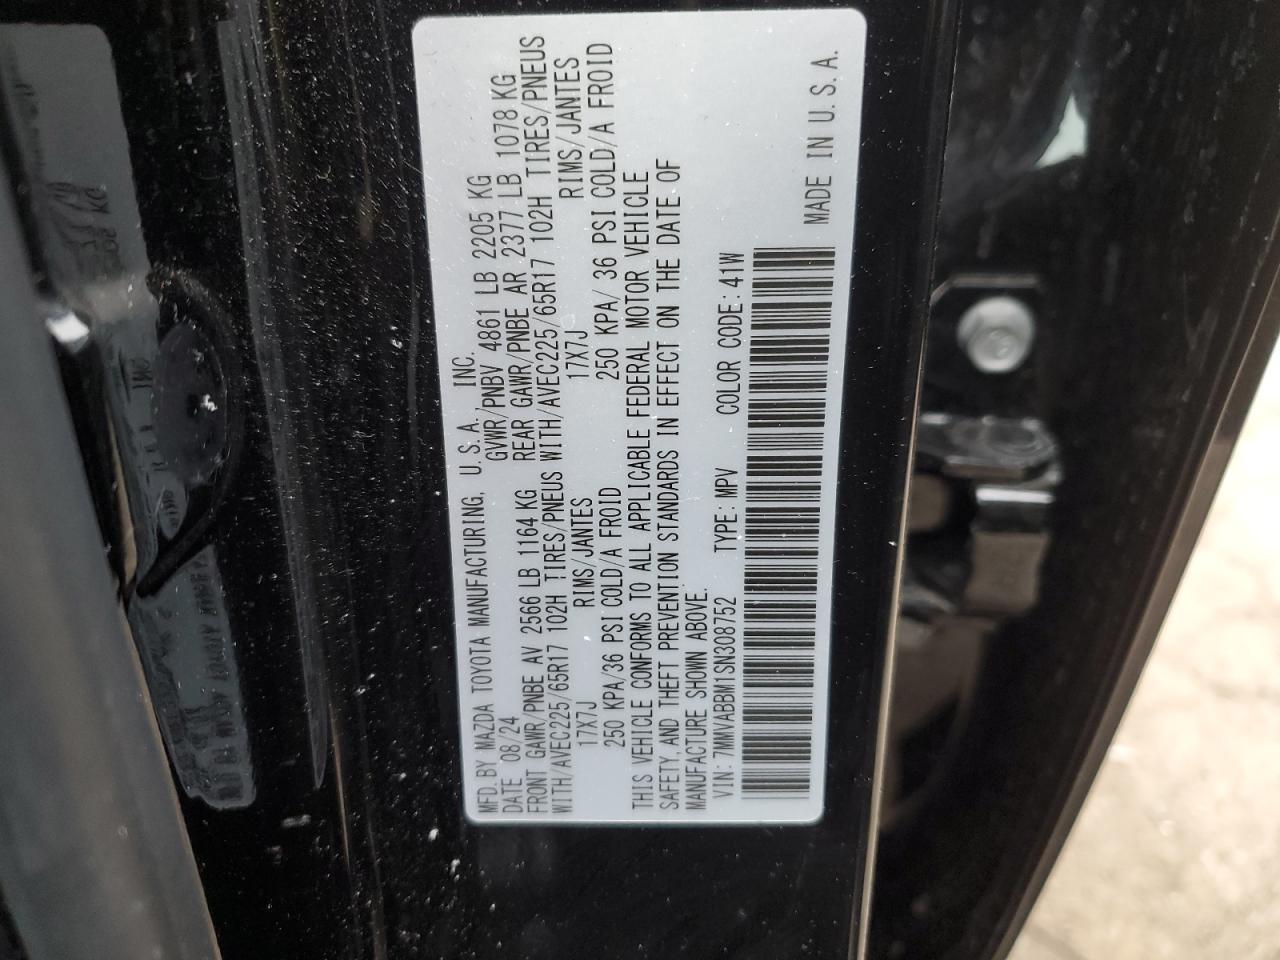 MFD. BY MAZDA TOYOTA MANUFACTURING, U. S. A., INC.
DATE 08/24 GVWR/PNBV 4861 LB 2205 KG
FRONT GAWR/PNBE AV 2566 LB 1164 KG REAR GAWR/PNBE AR 2377 LB 1078 KG
WITH/AVEC225/65R17 102H TIRES/PNEUS WITH/AVEC225/65R17 102H TIRES/PNEUS
17X7J RIMS/JANTES 17X7J RIMS/JANTES
250 KPA/36 PSI COLD/A FROID 250 KPA/ 36 PSI COLD/A FROID
THIS VEHICLE CONFORMS TO ALL APPLICABLE FEDERAL MOTOR VEHICLE
SAFETY, AND THEFT PREVENTION STANDARDS IN EFFECT ON THE DATE OF
MANUFACTURE SHOWN ABOVE.
VIN: 7MMVABBM1SN308752 TYPE: MPV COLOR CODE: 41W
MADE IN U. S. A.